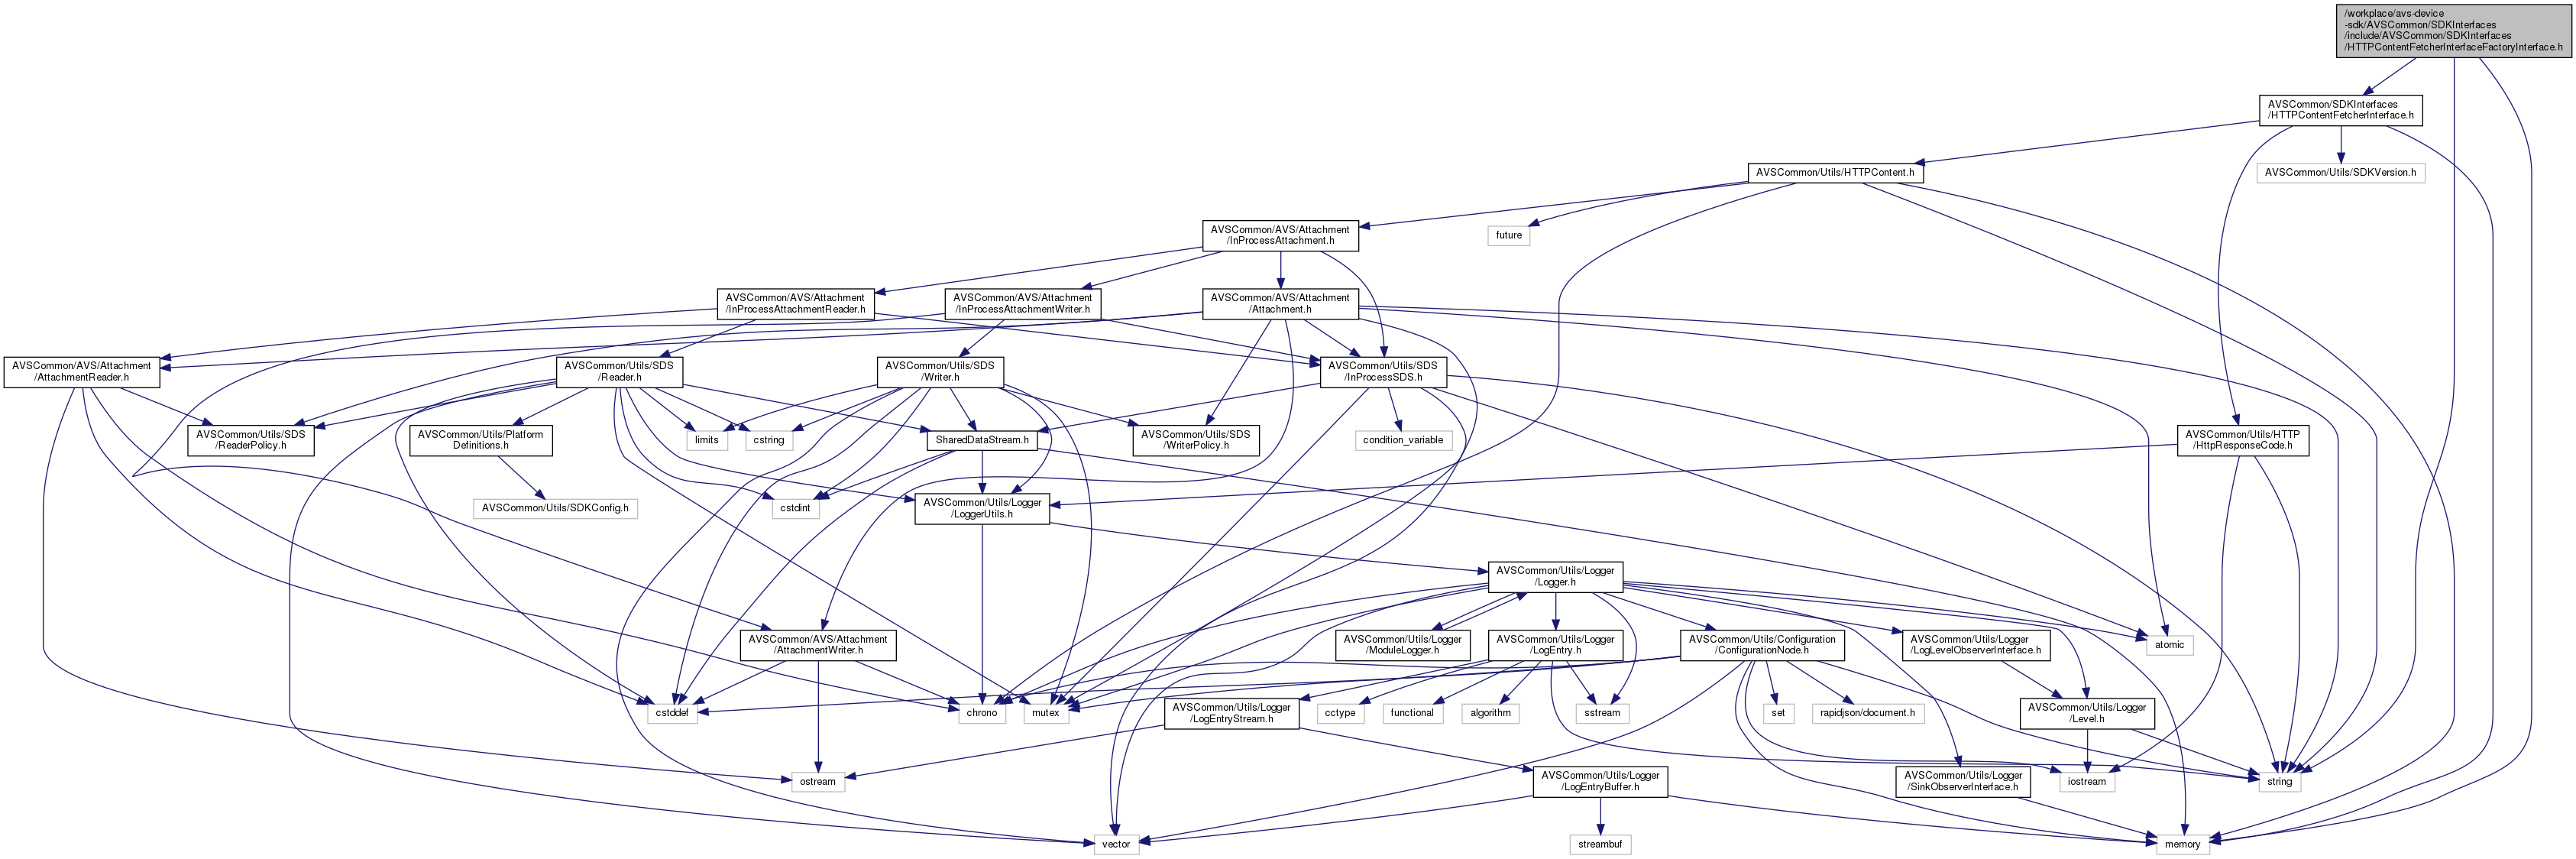 /workplace/avs-device
-sdk/AVSCommon/SDKInterfaces
/include/AVSCommon/SDKInterfaces
/HTTPContentFetcherInterfaceFactoryInterface.h
AVSCommon/SDKInterfaces
/HTTPContentFetcherInterface.h
AVSCommon/Utils/HTTPContent.h
AVSCommon/Utils/SDKVersion.h
AVSCommon/AVS/Attachment
/InProcessAttachment.h
future
AVSCommon/AVS/Attachment
/InProcessAttachmentReader.h
AVSCommon/AVS/Attachment
/InProcessAttachmentWriter.h
AVSCommon/AVS/Attachment
/Attachment.h
AVSCommon/AVS/Attachment
/AttachmentReader.h
AVSCommon/Utils/SDS
/Reader.h
AVSCommon/Utils/SDS
/Writer.h
AVSCommon/Utils/SDS
/InProcessSDS.h
AVSCommon/Utils/SDS
/ReaderPolicy.h
AVSCommon/Utils/Platform
Definitions.h
limits
cstring
SharedDataStream.h
AVSCommon/Utils/SDS
/WriterPolicy.h
condition_variable
AVSCommon/Utils/HTTP
/HttpResponseCode.h
AVSCommon/Utils/SDKConfig.h
cstdint
AVSCommon/Utils/Logger
/LoggerUtils.h
AVSCommon/Utils/Logger
/Logger.h
AVSCommon/AVS/Attachment
/AttachmentWriter.h
AVSCommon/Utils/Logger
/ModuleLogger.h
AVSCommon/Utils/Logger
/LogEntry.h
AVSCommon/Utils/Configuration
/ConfigurationNode.h
AVSCommon/Utils/Logger
/LogLevelObserverInterface.h
atomic
cstddef
chrono
mutex
AVSCommon/Utils/Logger
/LogEntryStream.h
cctype
functional
algorithm
sstream
set
rapidjson/document.h
AVSCommon/Utils/Logger
/Level.h
ostream
AVSCommon/Utils/Logger
/LogEntryBuffer.h
AVSCommon/Utils/Logger
/SinkObserverInterface.h
iostream
string
vector
streambuf
memory